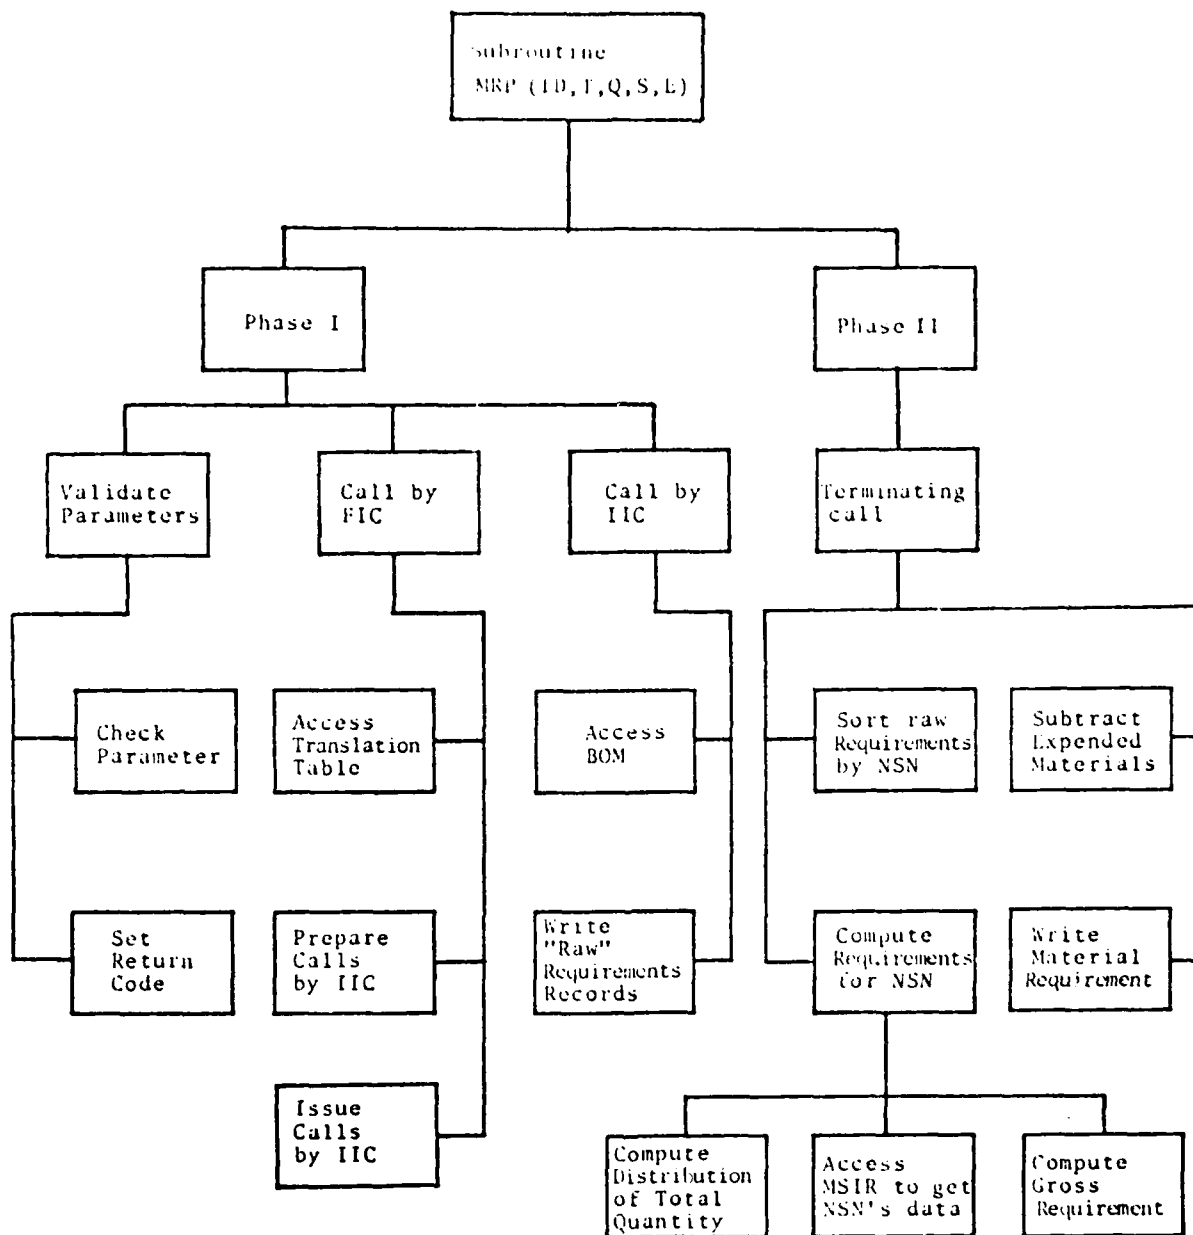 Subroutine
MRP (ID,T,Q,S,E)
Phase I
Phase II
Validate
Parameters
Call by
FIC
Call by
IIC
Terminating
call
Check
Parameter
Access
Translation
Table
Access
BOM
Sort raw
Requirements
by NSN
Subtract
Expended
Materials
Set
Return
Code
Prepare
Calls
by IIC
Write
"Raw"
Requirements
Records
Compute
Requirements
for NSN
Write
Material
Requirement
Issue
Calls
by IIC
Compute
Distribution
of Total
Quantity
Access
MSIR to get
NSN's data
Compute
Gross
Requirement